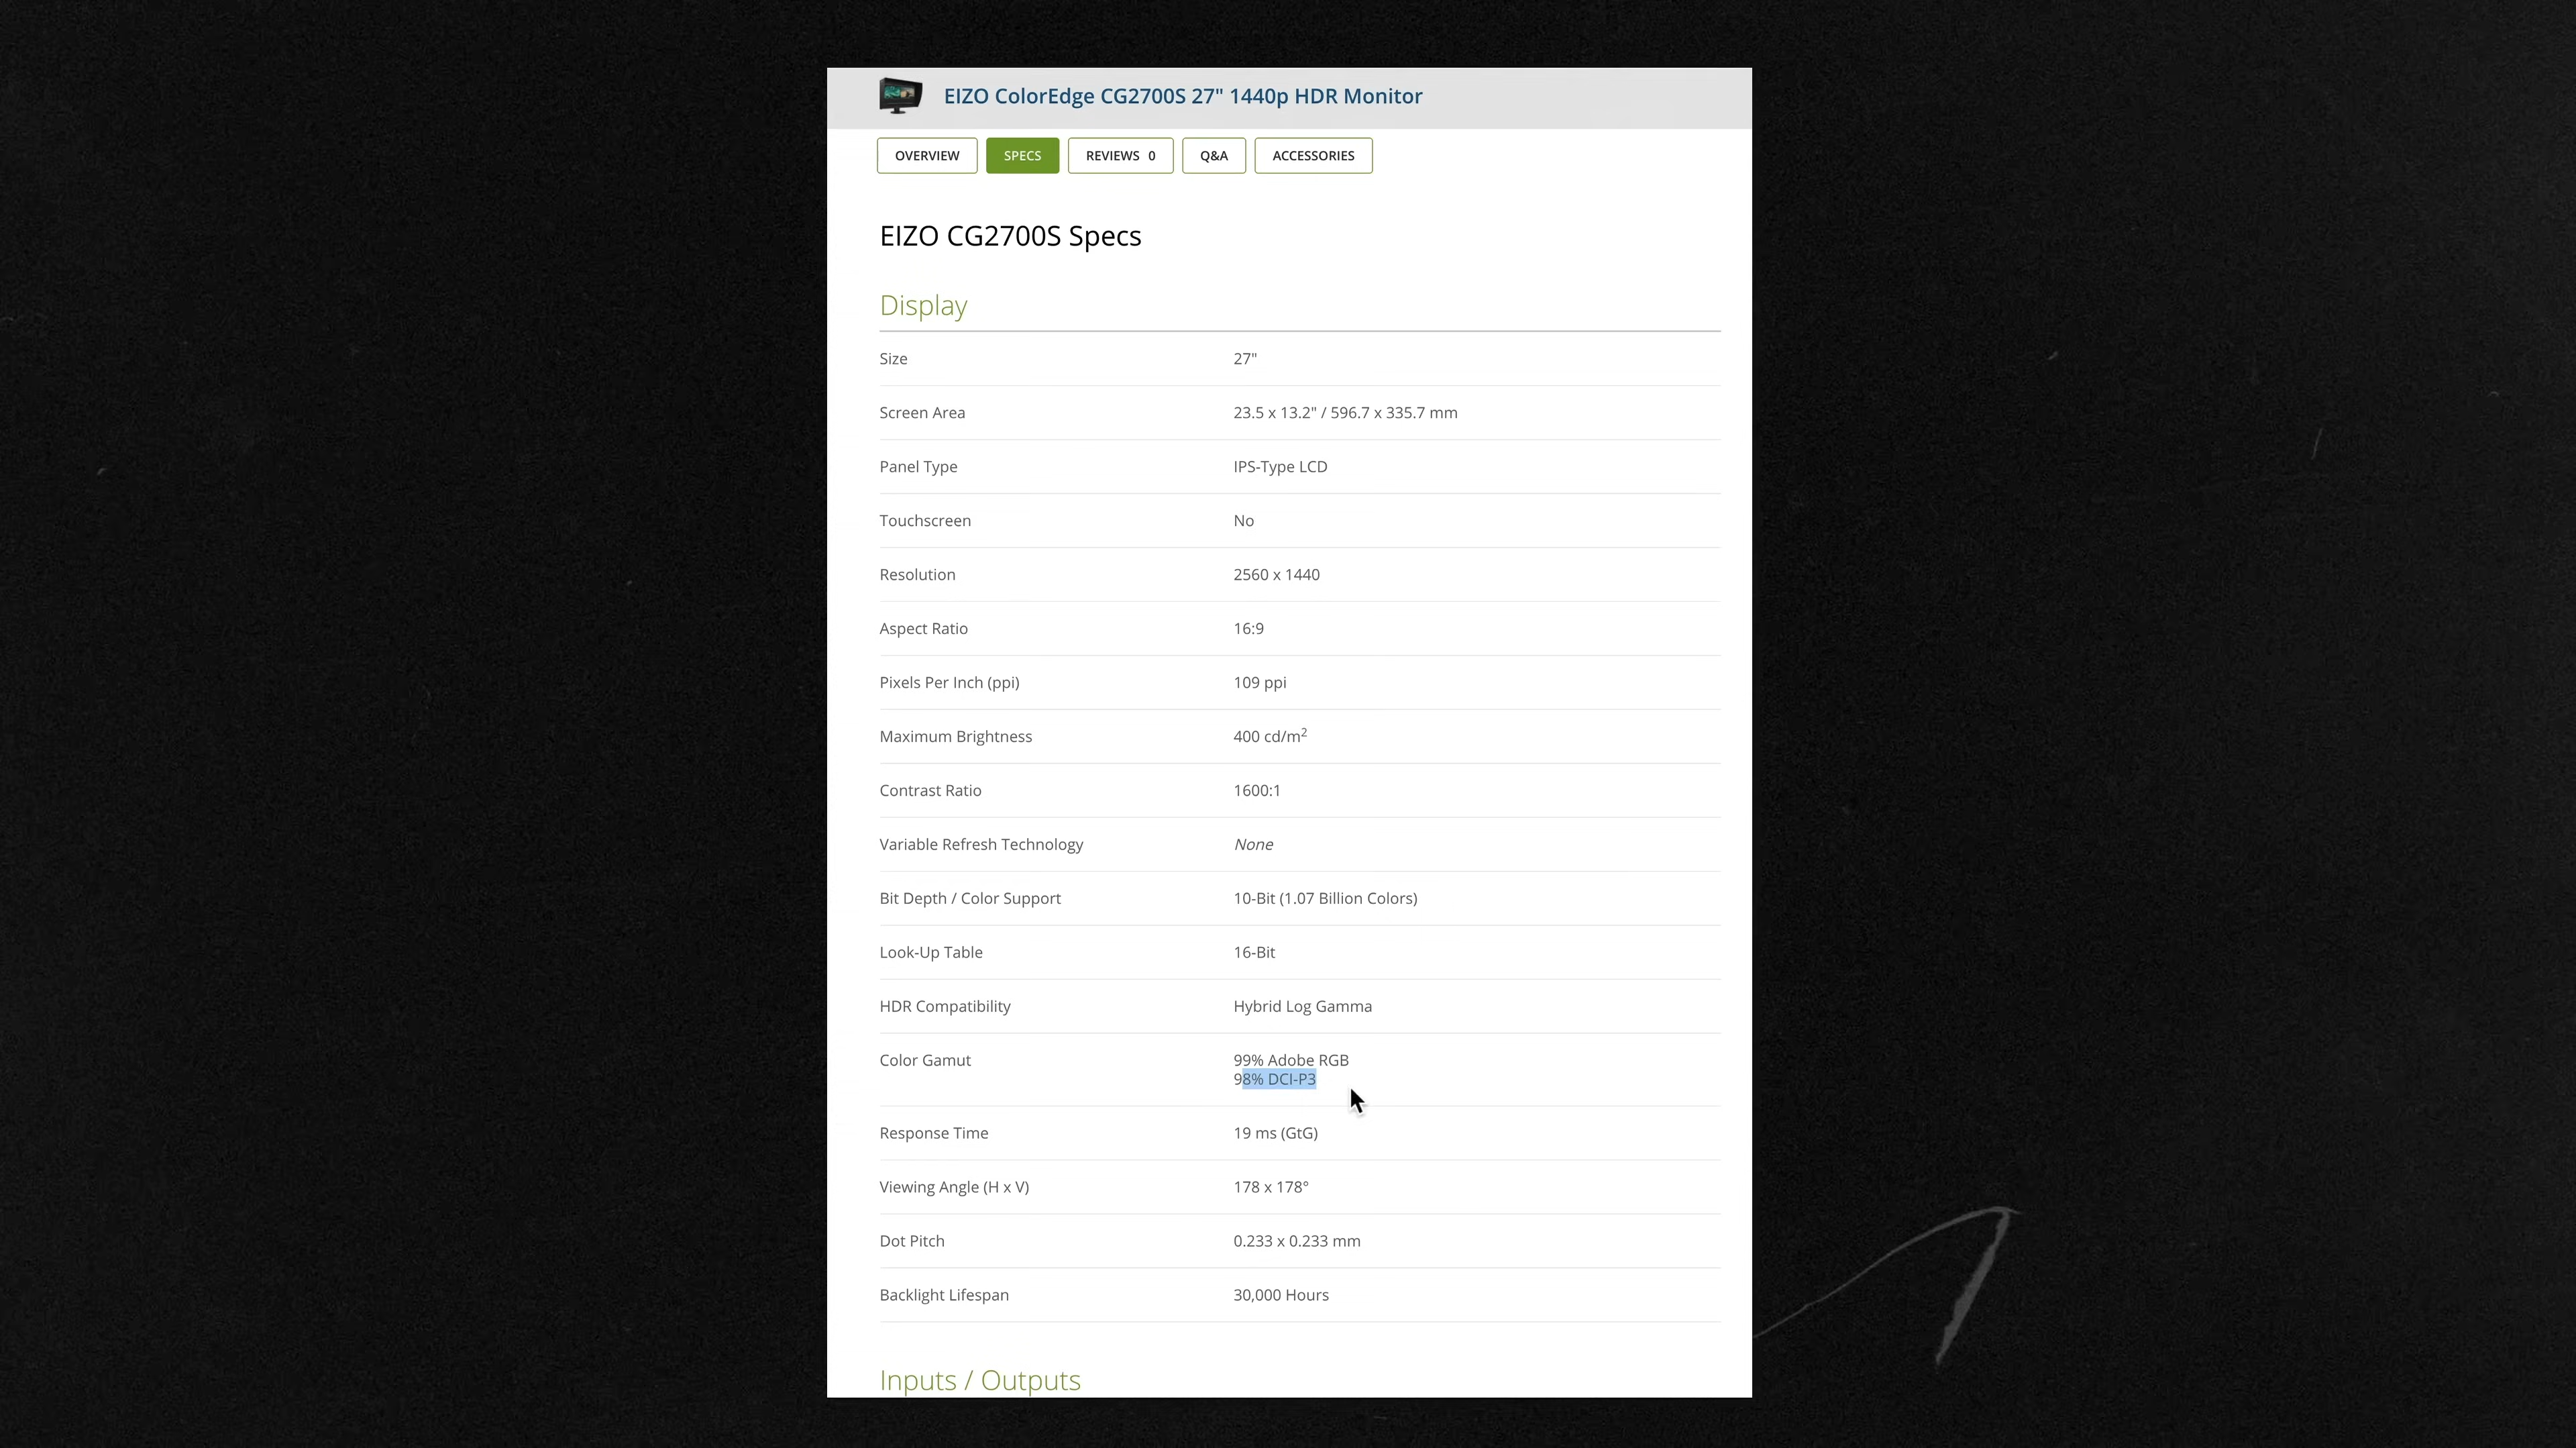 EIZO ColorEdge CG2700S 27" 1440p HDR Monitor
OVERVIEW SPECS REVIEWS 0 Q&A ACCESSORIES
EIZO CG2700S Specs
Display
Size 27"
Screen Area 23.5 x 13.2" / 596.7 x 335.7 mm
Panel Type IPS-Type LCD
Touchscreen No
Resolution 2560 x 1440
Aspect Ratio 16:9
Pixels Per Inch (ppi) 109 ppi
Maximum Brightness 400 cd/m²
Contrast Ratio 1600:1
Variable Refresh Technology None
Bit Depth / Color Support 10-Bit (1.07 Billion Colors)
Look-Up Table 16-Bit
HDR Compatibility Hybrid Log Gamma
Color Gamut 99% Adobe RGB
98% DCI-P3
Response Time 19 ms (GtG)
Viewing Angle (H x V) 178 x 178°
Dot Pitch 0.233 x 0.233 mm
Backlight Lifespan 30,000 Hours
Inputs / Outputs